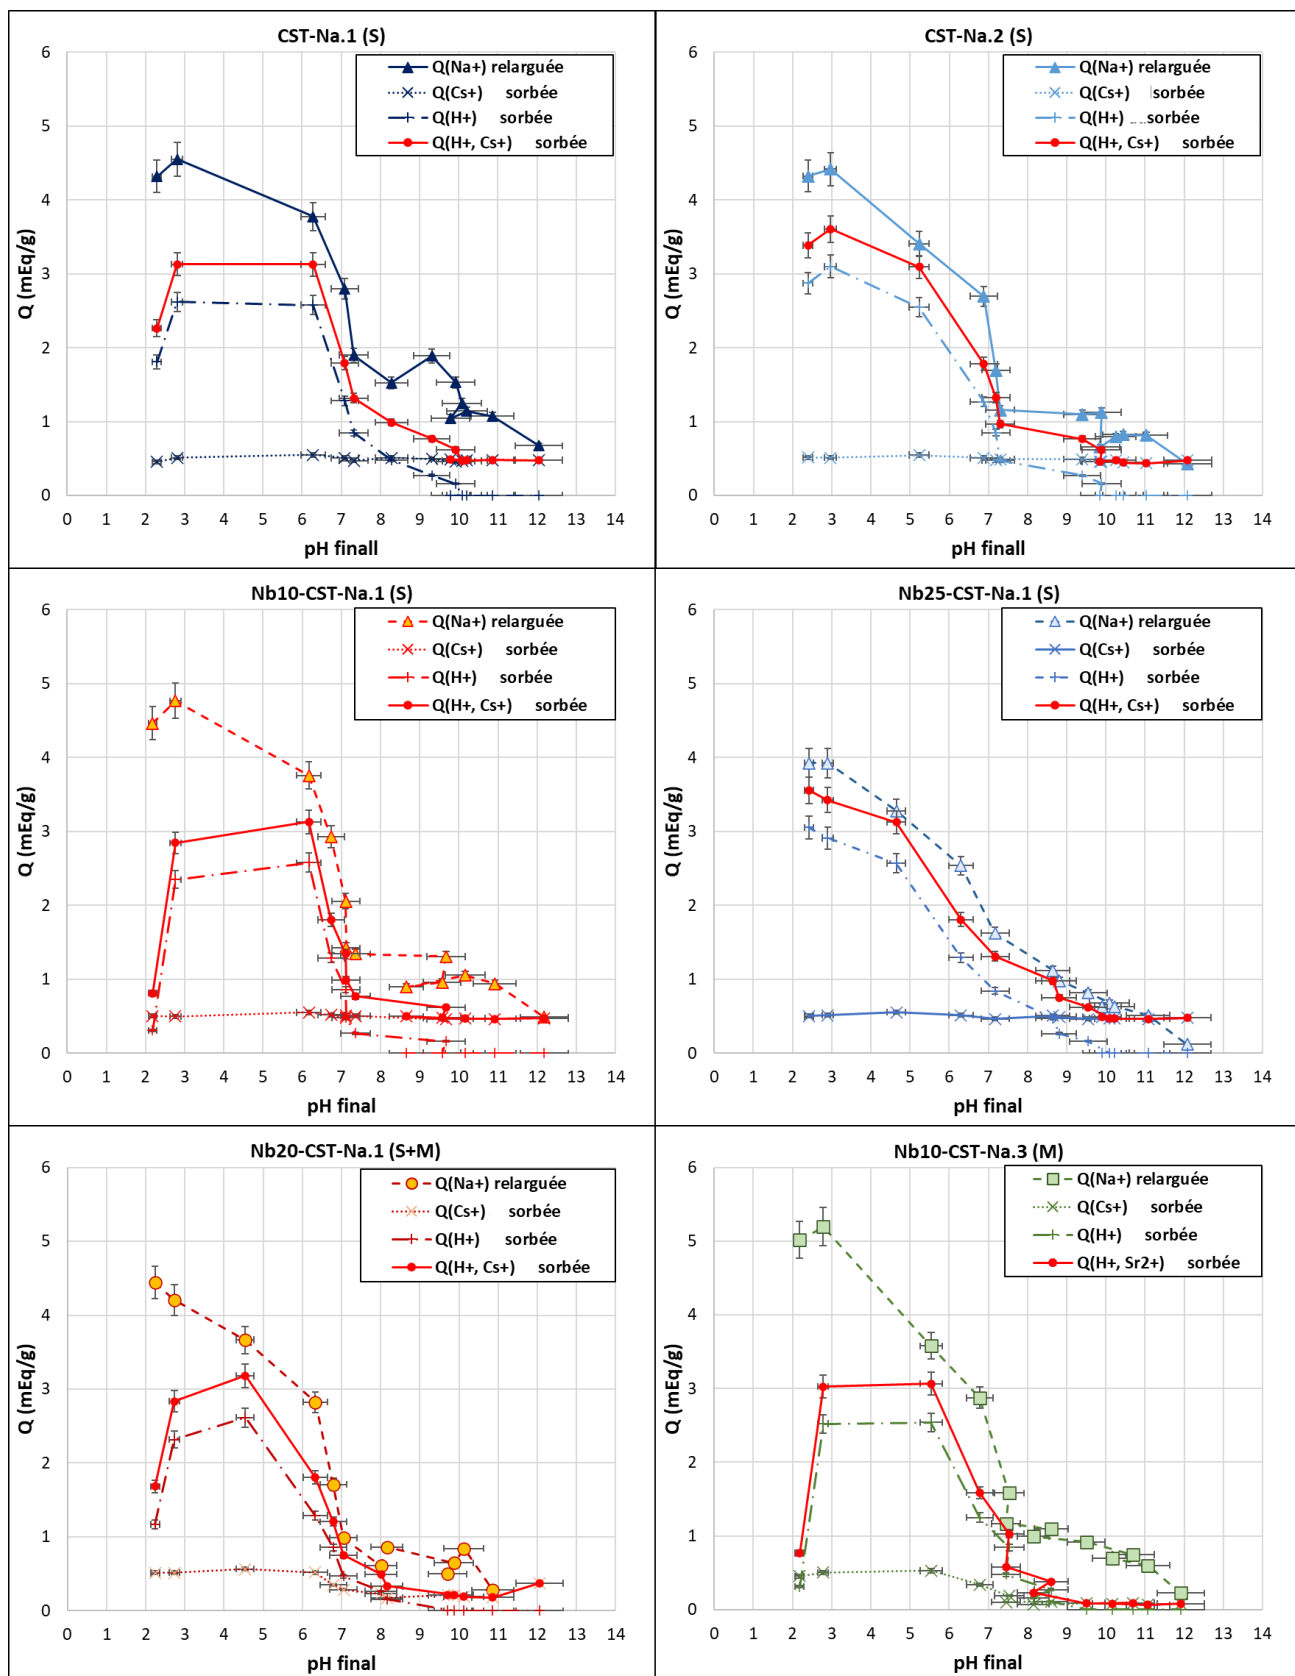 CST-Na.1 (S)
Q(Na+) relarguée
Q(Cs+) sorbée
Q(H+) sorbée
Q(H+, Cs+) sorbée
Q (mEq/g)
6
5
4
3
2
1
0
0 1 2 3 4 5 6 7 8 9 10 11 12 13 14
pH finall
CST-Na.2 (S)
Q(Na+) relarguée
Q(Cs+) sorbée
Q(H+) sorbée
Q(H+, Cs+) sorbée
Q (mEq/g)
6
5
4
3
2
1
0
0 1 2 3 4 5 6 7 8 9 10 11 12 13 14
pH final
Nb10-CST-Na.1 (S)
Q(Na+) relarguée
Q(Cs+) sorbée
Q(H+) sorbée
Q(H+, Cs+) sorbée
Q (mEq/g)
6
5
4
3
2
1
0
0 1 2 3 4 5 6 7 8 9 10 11 12 13 14
pH final
Nb25-CST-Na.1 (S)
Q(Na+) relarguée
Q(Cs+) sorbée
Q(H+) sorbée
Q(H+, Cs+) sorbée
Q (mEq/g)
6
5
4
3
2
1
0
0 1 2 3 4 5 6 7 8 9 10 11 12 13 14
pH final
Nb20-CST-Na.1 (S+M)
Q(Na+) relarguée
Q(Cs+) sorbée
Q(H+) sorbée
Q(H+, Cs+) sorbée
Q (mEq/g)
6
5
4
3
2
1
0
0 1 2 3 4 5 6 7 8 9 10 11 12 13 14
pH final
Nb10-CST-Na.3 (M)
Q(Na+) relarguée
Q(Cs+) sorbée
Q(H+) sorbée
Q(H+, Sr2+) sorbée
Q (mEq/g)
6
5
4
3
2
1
0
0 1 2 3 4 5 6 7 8 9 10 11 12 13 14
pH final